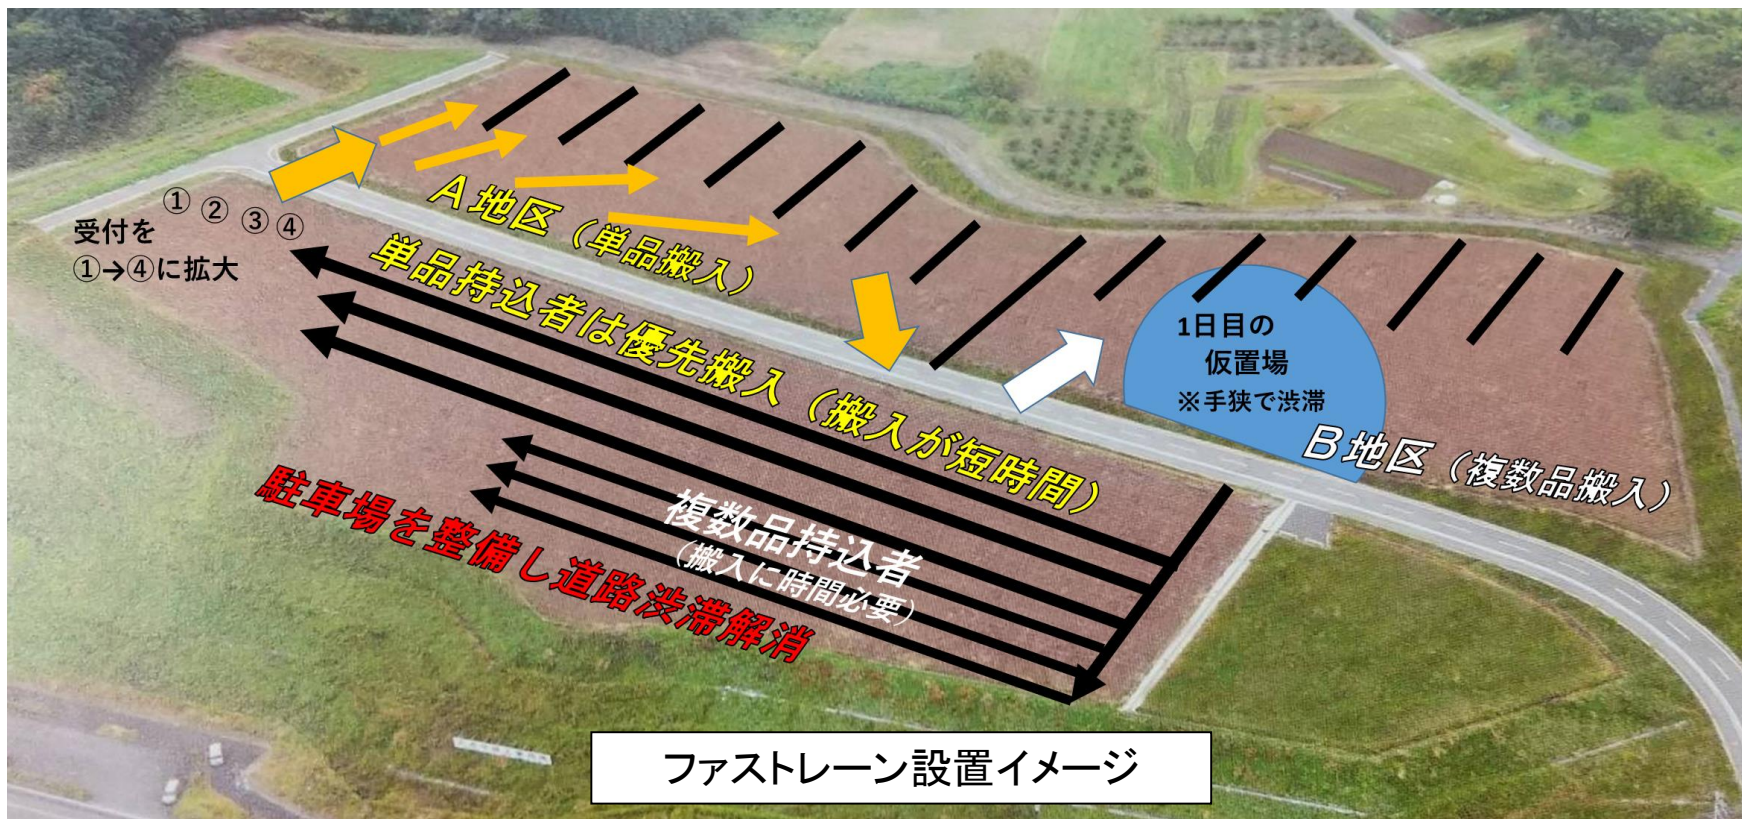 ① ② ③ ④
受付を
①→④に拡大
A地区（単品搬入）
単品持込者は優先搬入（搬入が短時間）
1日目の
仮置場
※手狭で渋滞
B地区（複数品搬入）
複数品持込者
（搬入に時間必要）
駐車場を整備し道路渋滞解消
ファストレーン設置イメージ